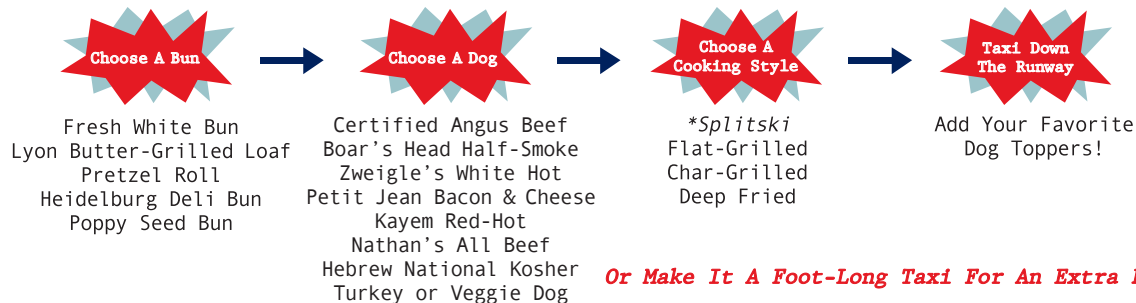 Choose A Bun
Fresh White Bun
Lyon Butter-Grilled Loaf
Pretzel Roll
Heidelburg Deli Bun
Poppy Seed Bun
Choose A Dog
Certified Angus Beef
Boar's Head Half-Smoke
Zweigle's White Hot
Petit Jean Bacon & Cheese
Kayem Red-Hot
Nathan's All Beef
Hebrew National Kosher
Turkey or Veggie Dog
Choose A
Cooking Style
*Splitski
Flat-Grilled
Char-Grilled
Deep Fried
Taxi Down
The Runway
Add Your Favorite
Dog Toppers!
Or Make It A Foot-Long Taxi For An Extra